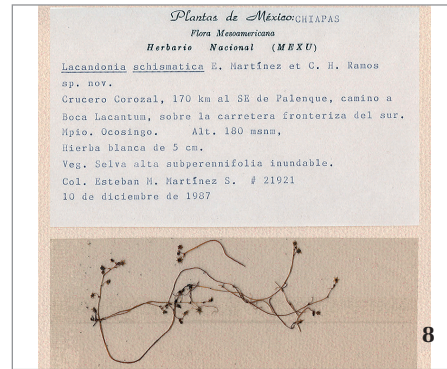 Plantas de México: CHIAPAS
Flora Mesoamericana
Herbario Nacional (MEXU)
Lacandonia schismatica E. Martínez et C. H. Ramos
sp. nov.
Crucero Corozal, 170 km al SE de Palenque, camino a
Boca Lacantum, sobre la carretera fronteriza del sur.
Mpio. Ocosingo. Alt. 180 msnm,
Hierba blanca de 5 cm.
Veg. Selva alta subperennifolia inundable.
Col. Esteban M. Martínez S. # 21921
10 de diciembre de 1987
8